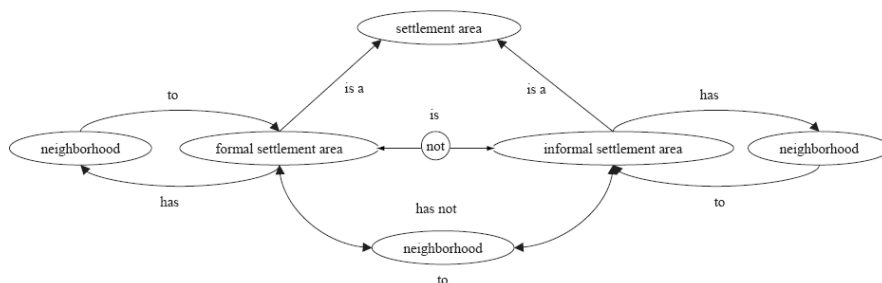 settlement area
to
is a
is a
has
is
neighborhood
formal settlement area
not
informal settlement area
neighborhood
has
has not
to
neighborhood
to